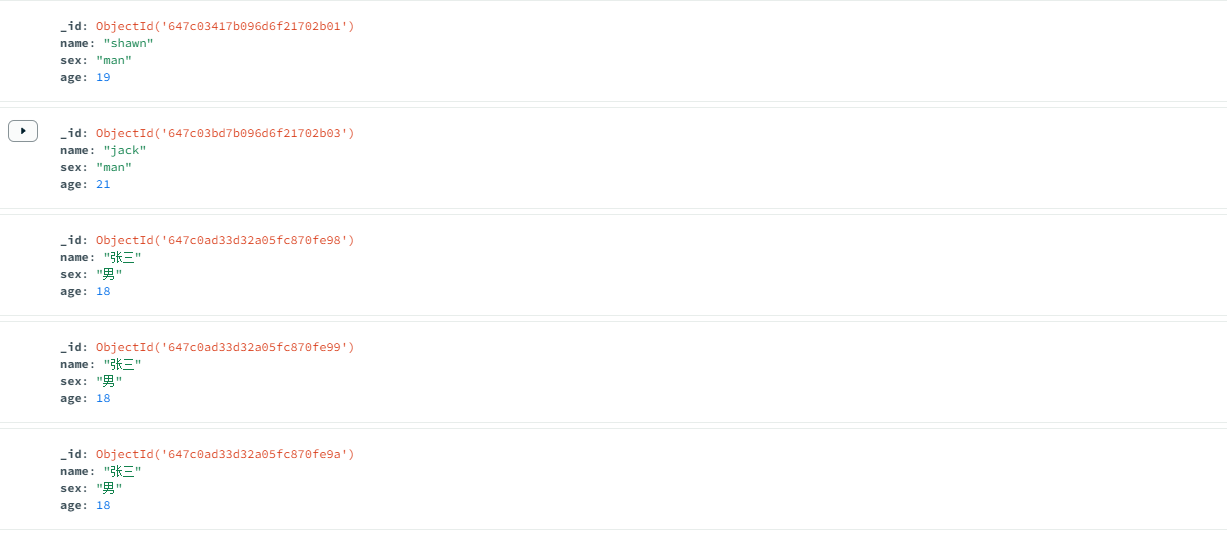 _id: ObjectId('647c03417b096d6f21702b01')
name: "shawn"
sex: "man"
age: 19
_id: ObjectId('647c03bd7b096d6f21702b03')
name: "jack"
sex: "man"
age: 21
_id: ObjectId('647c0ad33d32a05fc870fe98')
name: "张三"
sex: "男"
age: 18
_id: ObjectId('647c0ad33d32a05fc870fe99')
name: "张三"
sex: "男"
age: 18
_id: ObjectId('647c0ad33d32a05fc870fe9a')
name: "张三"
sex: "男"
age: 18